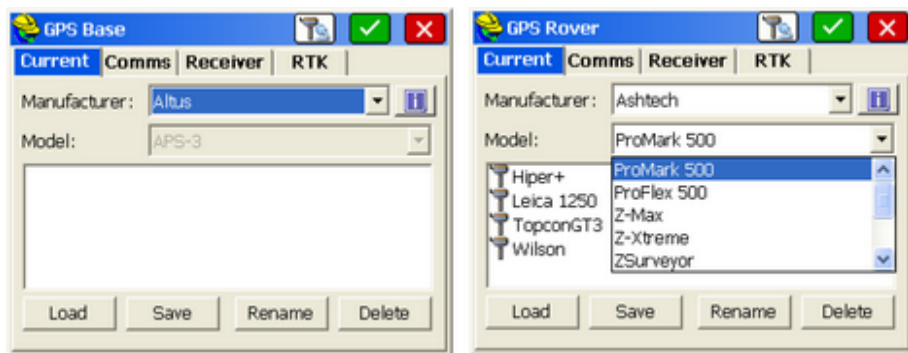 GPS Base
Current Comms Receiver RTK
Manufacturer: Altus
Model: APS-3
Load Save Rename Delete
GPS Rover
Current Comms Receiver RTK
Manufacturer: Ashtech
Model: ProMark 500
ProMark 500
ProFlex 500
Z-Max
Z-Xtreme
ZSurveyor
Hiper+
Leica 1250
TopconGT3
Wilson
Load Save Rename Delete